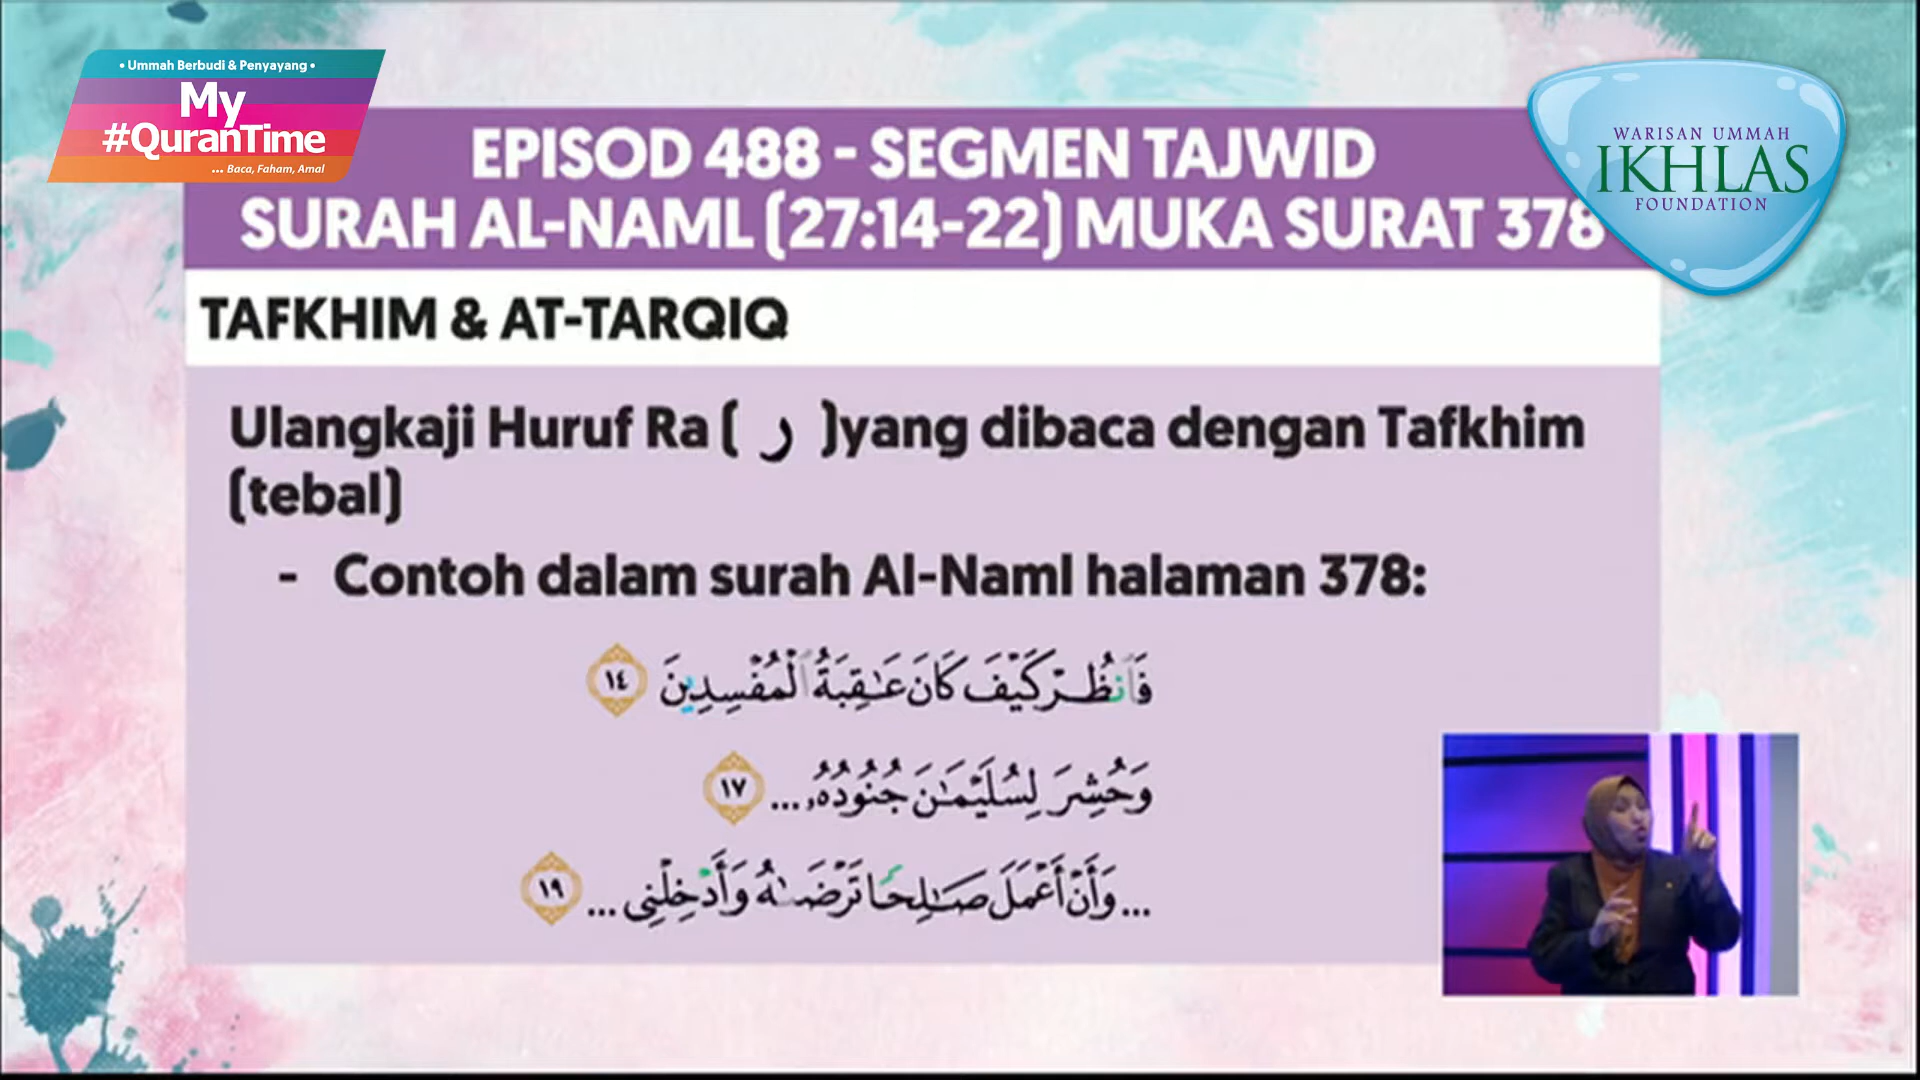 • Ummah Berbudi & Penyayang •
My
#QuranTime
... Baca, Faham, Amal
WARISAN UMMAH
IKHLAS
FOUNDATION
EPISOD 488 - SEGMEN TAJWID
SURAH AL-NAML (27:14-22) MUKA SURAT 378
TAFKHIM & AT-TARQIQ
Ulangkaji Huruf Ra ( ر )yang dibaca dengan Tafkhim
(tebal)
- Contoh dalam surah Al-Naml halaman 378:
فَٱنظُرۡ كَيۡفَ كَانَ عَـٰقِبَةُ ٱلۡمُفۡسِدِينَ ١٤
وَحُشِرَ لِسُلَيۡمَـٰنَ جُنُودُهُۥ... ١٧
...وَأَنۡ أَعۡمَلَ صَـٰلِحًا تَرۡضَىٰهُ وَأَدۡخِلۡنِى... ١٩